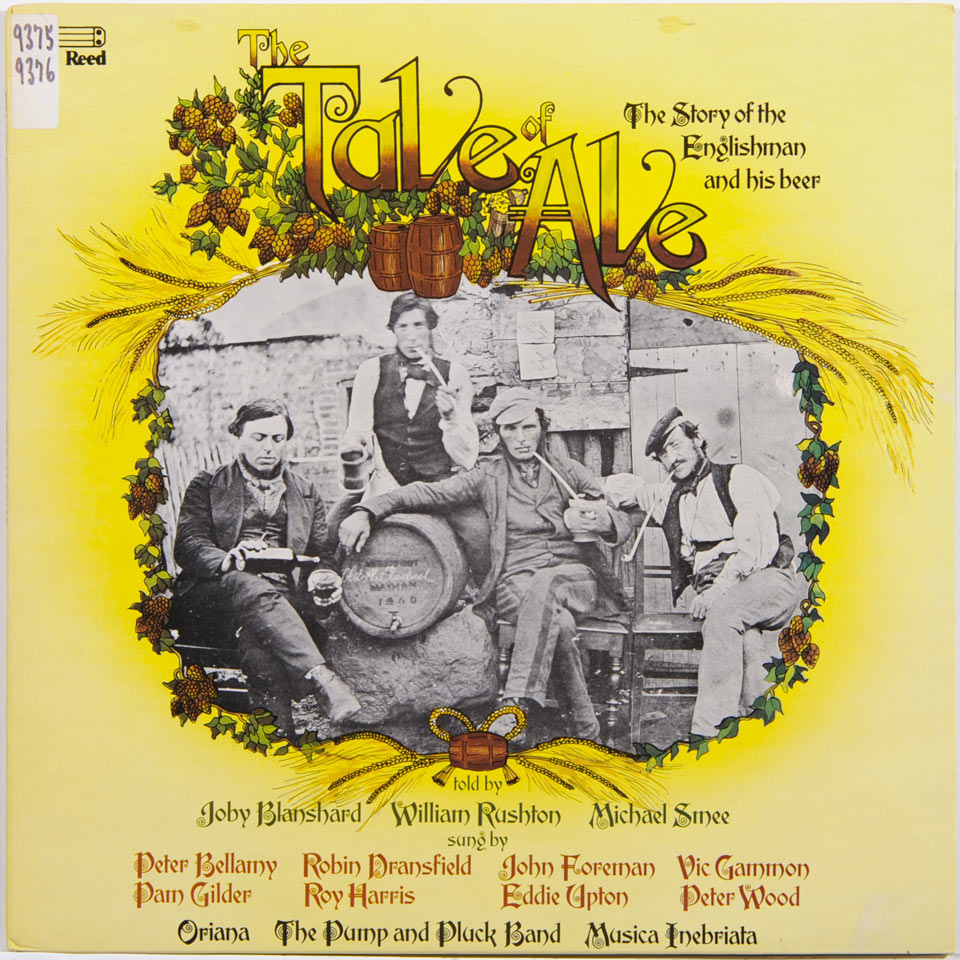 9375
9376
Reed
The
Tale of
Ale
The Story of the
Englishman
and his beer
1860
told by
Joby Blanshard William Rushton Michael Smee
sung by
Peter Bellamy Robin Dransfield John Foreman Vic Gammon
Pam Gilder Roy Harris Eddie Upton Peter Wood
Oriana The Pump and Pluck Band Musica Inebriata